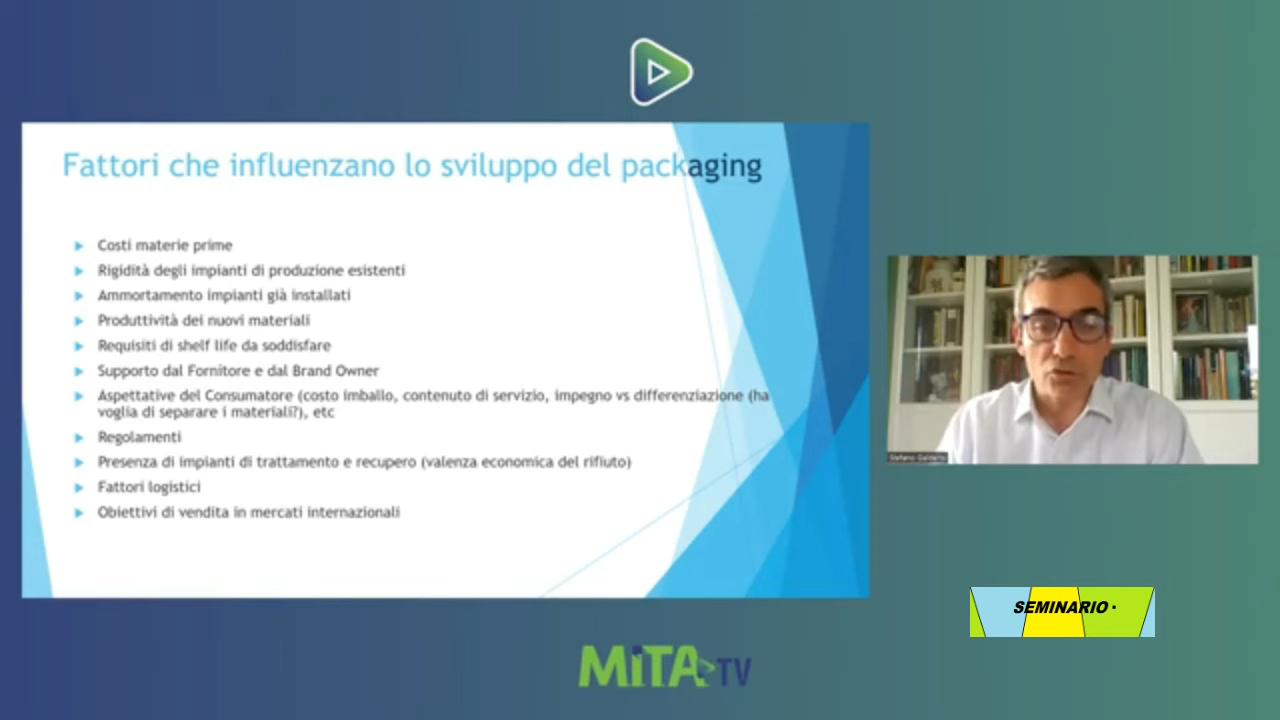 Fattori che influenzano lo sviluppo del packaging
Costi materie prime
Rigidità degli impianti di produzione esistenti
Ammortamento impianti già installati
Produttività dei nuovi materiali
Requisiti di shelf life da soddisfare
Supporto dal Fornitore e dal Brand Owner
Aspettative del Consumatore (costo imballo, contenuto di servizio, impegno vs differenziazione (ha
voglia di separare i materiali?), etc
Regolamenti
Presenza di impianti di trattamento e recupero (valenza economica del rifiuto)
Fattori logistici
Obiettivi di vendita in mercati internazionali
Stefano
SEMINARIO ·
MiTA TV